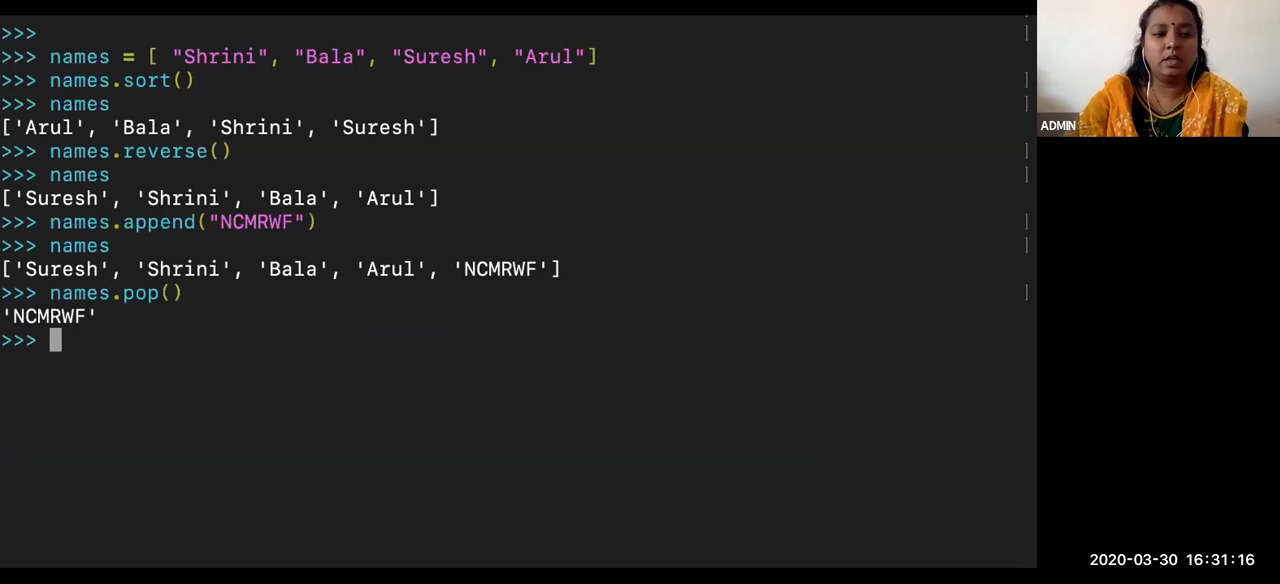 >>>
>>> names = [ "Shrini", "Bala", "Suresh", "Arul"]
>>> names.sort()
>>> names
['Arul', 'Bala', 'Shrini', 'Suresh']
>>> names.reverse()
>>> names
['Suresh', 'Shrini', 'Bala', 'Arul']
>>> names.append("NCMRWF")
>>> names
['Suresh', 'Shrini', 'Bala', 'Arul', 'NCMRWF']
>>> names.pop()
'NCMRWF'
>>>
ADMIN
2020-03-30 16:31:16